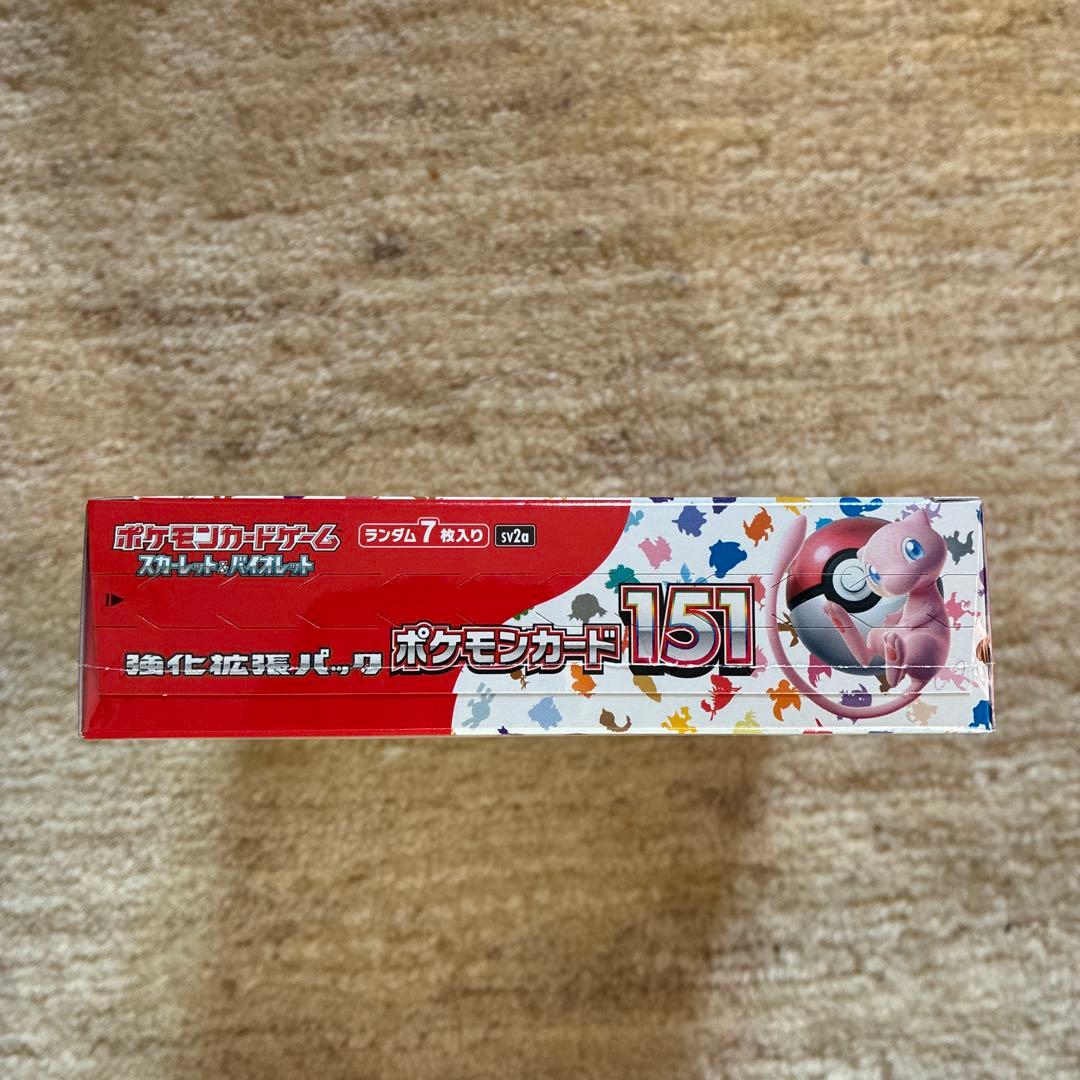 ポケモンカードゲーム
スカーレット&バイオレット
ランダム7枚入り
sv2a
強化拡張パック
ポケモンカード151